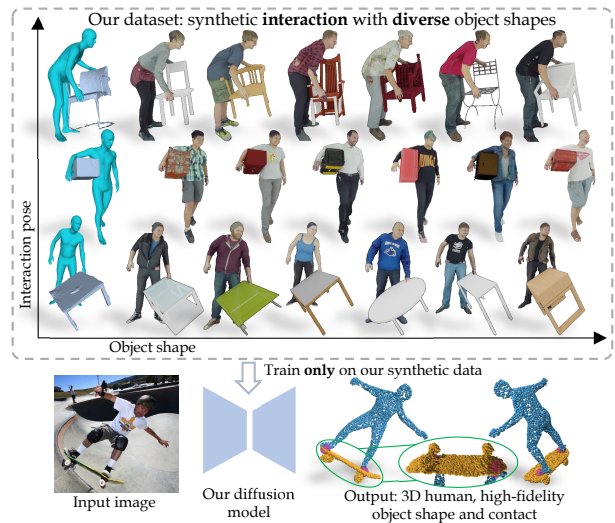 Our dataset: synthetic interaction with diverse object shapes
Interaction pose
Object shape
Train only on our synthetic data
Input image
Our diffusion
model
Output: 3D human, high-fidelity
object shape and contact